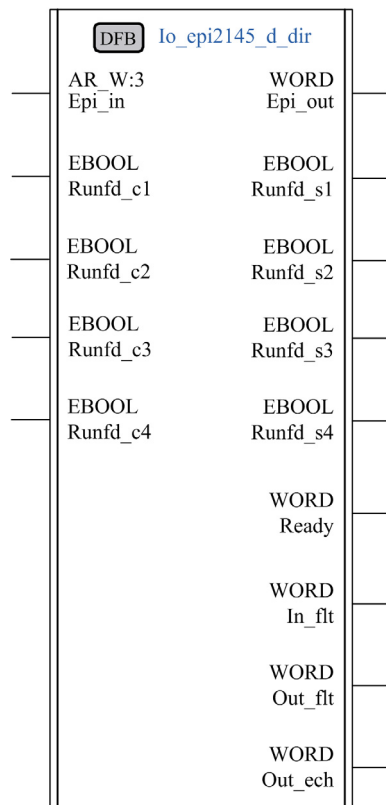 DFB Io_epi2145_d_dir
AR_W:3 WORD
Epi_in Epi_out
EBOOL EBOOL
Runfd_c1 Runfd_s1
EBOOL EBOOL
Runfd_c2 Runfd_s2
EBOOL EBOOL
Runfd_c3 Runfd_s3
EBOOL EBOOL
Runfd_c4 Runfd_s4
WORD
Ready
WORD
In_flt
WORD
Out_flt
WORD
Out_ech